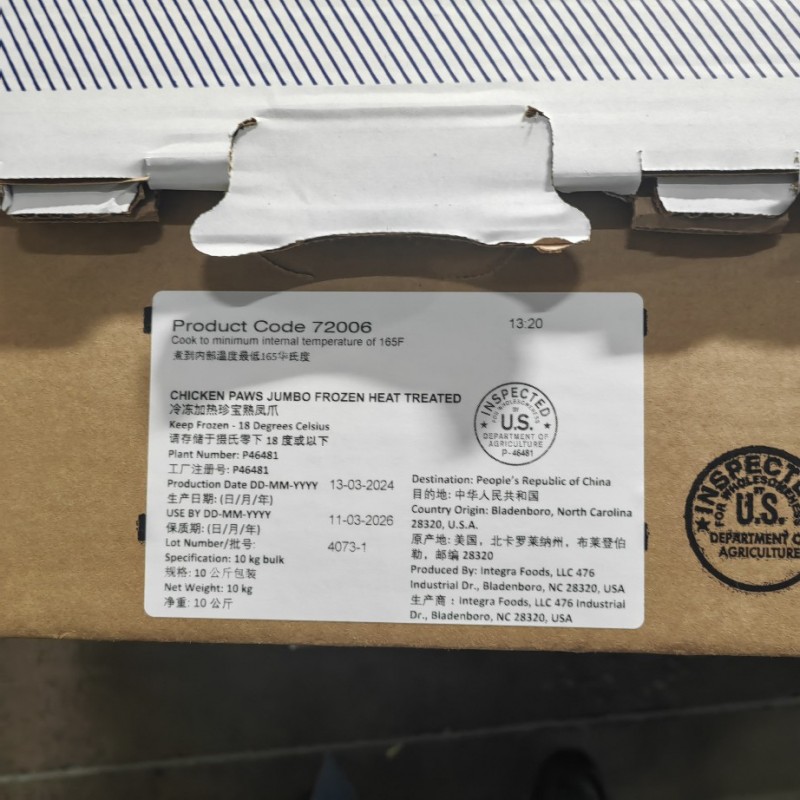 Product Code 72006
13:20
Cook to minimum internal temperature of 165F
煮到内部温度最低165华氏度
CHICKEN PAWS JUMBO FROZEN HEAT TREATED
冷冻加热珍宝熟凤爪
Keep Frozen - 18 Degrees Celsius
请存储于摄氏零下 18 度或以下
Plant Number: P46481
工厂注册号: P46481
Production Date DD-MM-YYYY 13-03-2024
生产日期: (日/月/年)
USE BY DD-MM-YYYY 11-03-2026
保质期: (日/月/年)
Lot Number/批号: 4073-1
Specification: 10 kg bulk
规格: 10 公斤包装
Net Weight: 10 kg
净重: 10 公斤
INSPECTED
FOR WHOLESOMENESS
BY
U.S.
DEPARTMENT OF
AGRICULTURE
P-46481
Destination: People's Republic of China
目的地: 中华人民共和国
Country Origin: Bladenboro, North Carolina
28320, U.S.A.
原产地: 美国, 北卡罗莱纳州, 布莱登伯
勒, 邮编 28320
Produced By: Integra Foods, LLC 476
Industrial Dr., Bladenboro, NC 28320, USA
生产商: Integra Foods, LLC 476 Industrial
Dr., Bladenboro, NC 28320, USA
INSPECTED
FOR WHOLESOMENESS
BY
U.S.
DEPARTMENT OF
AGRICULTURE